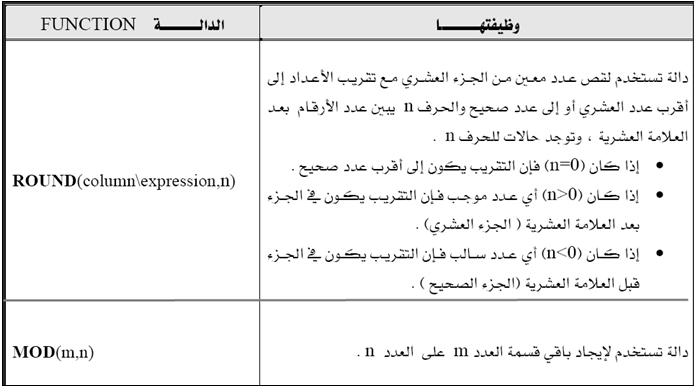 وظيفتهـــا
الدالـــة FUNCTION
دالة تستخدم لقص عدد معين من الجزء العشري مع تقريب الأعداد إلى
أقرب عدد العشري أو إلى عدد صحيح والحرف n يبين عدد الأرقام بعد
العلامة العشرية ، وتوجد حالات للحرف n .
• إذا كان (n=0) فإن التقريب يكون إلى أقرب عدد صحيح .
• إذا كان (n>0) أي عدد موجب فإن التقريب يكون في الجزء
بعد العلامة العشرية ( الجزء العشري) .
• إذا كان (n<0) أي عدد سالب فإن التقريب يكون في الجزء
قبل العلامة العشرية (الجزء الصحيح ) .
ROUND(column\expression,n)
دالة تستخدم لإيجاد باقي قسمة العدد m على العدد n .
MOD(m,n)